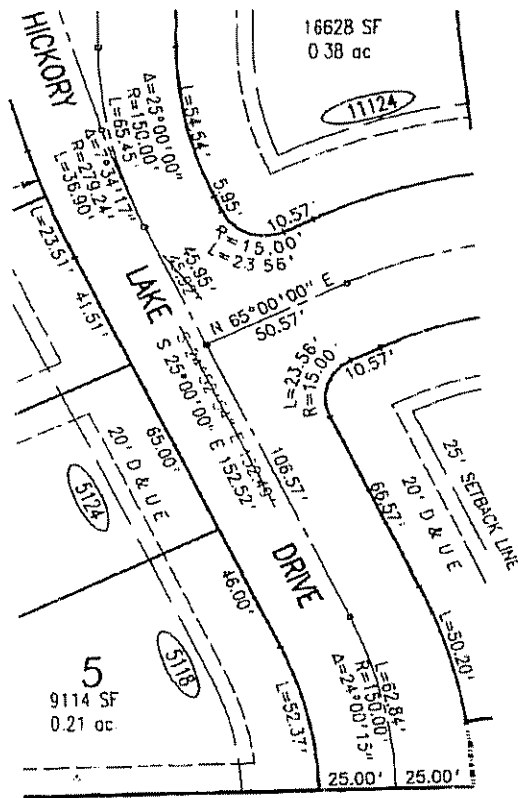 16628 SF
0.38 ac
11124
HICKORY
Δ=25°00'00"
R=150.00'
L=65.45'
L=54.54'
R=279.24'
L=36.90'
5.95'
10.57'
R=15.00'
L=23.56'
L=23.51'
41.51'
45.95'
N 65°00'00" E
50.57'
LAKE
S 25°00'00" E 152.52'
106.57'
L=23.56'
R=15.00'
10.57'
65.00'
66.57'
20' D & U E
25' SETBACK LINE
5124
20' D & U E
DRIVE
46.00'
5118
5
9114 SF
0.21 ac.
L=52.37'
L=62.84'
R=150.00'
Δ=24°00'15"
L=50.20'
25.00'
25.00'